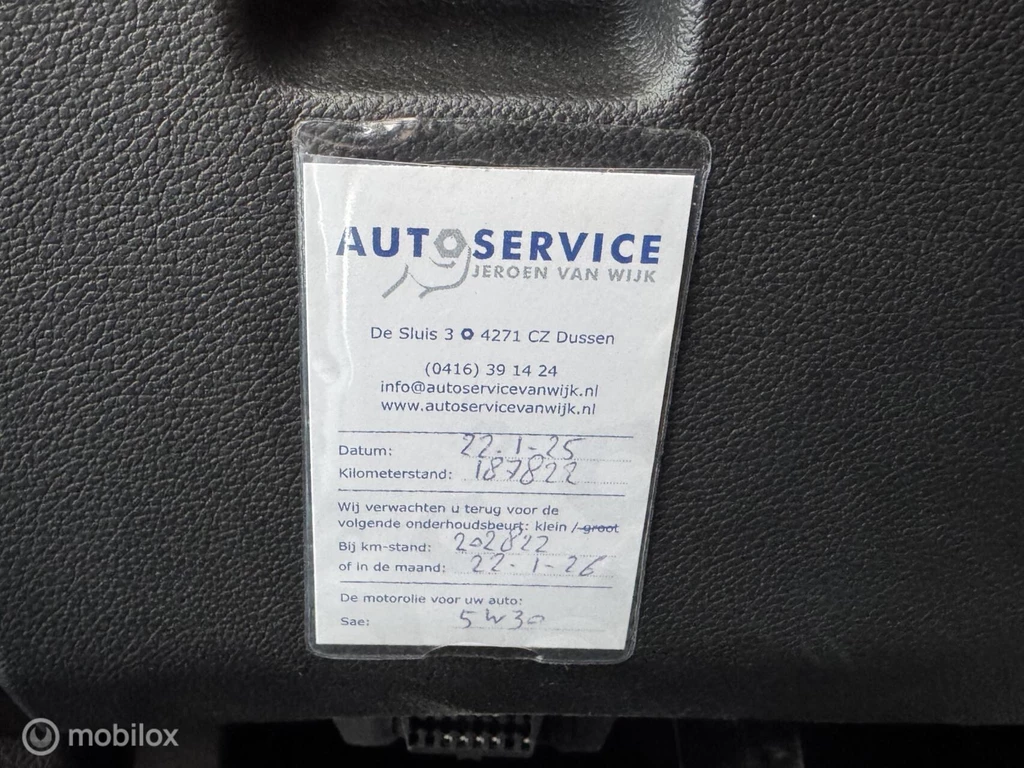 AUTOSERVICE
JEROEN VAN WIJK
De Sluis 3 4271 CZ Dussen
(0416) 39 14 24
info@autoservicevanwijk.nl
www.autoservicevanwijk.nl
Datum: 22-1-25
Kilometerstand: 187822
Wij verwachten u terug voor de
volgende onderhoudsbeurt: klein / groot
Bij km-stand: 202822
of in de maand: 22-1-26
De motorolie voor uw auto:
Sae: 5W30
mobilox